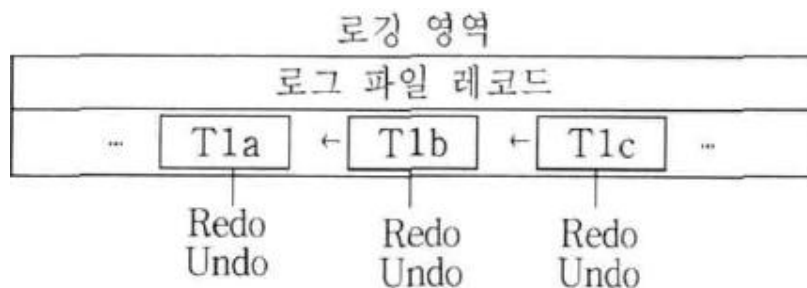 로깅 영역
로그 파일 레코드
… T1a ← T1b ← T1c …
Redo Redo Redo
Undo Undo Undo